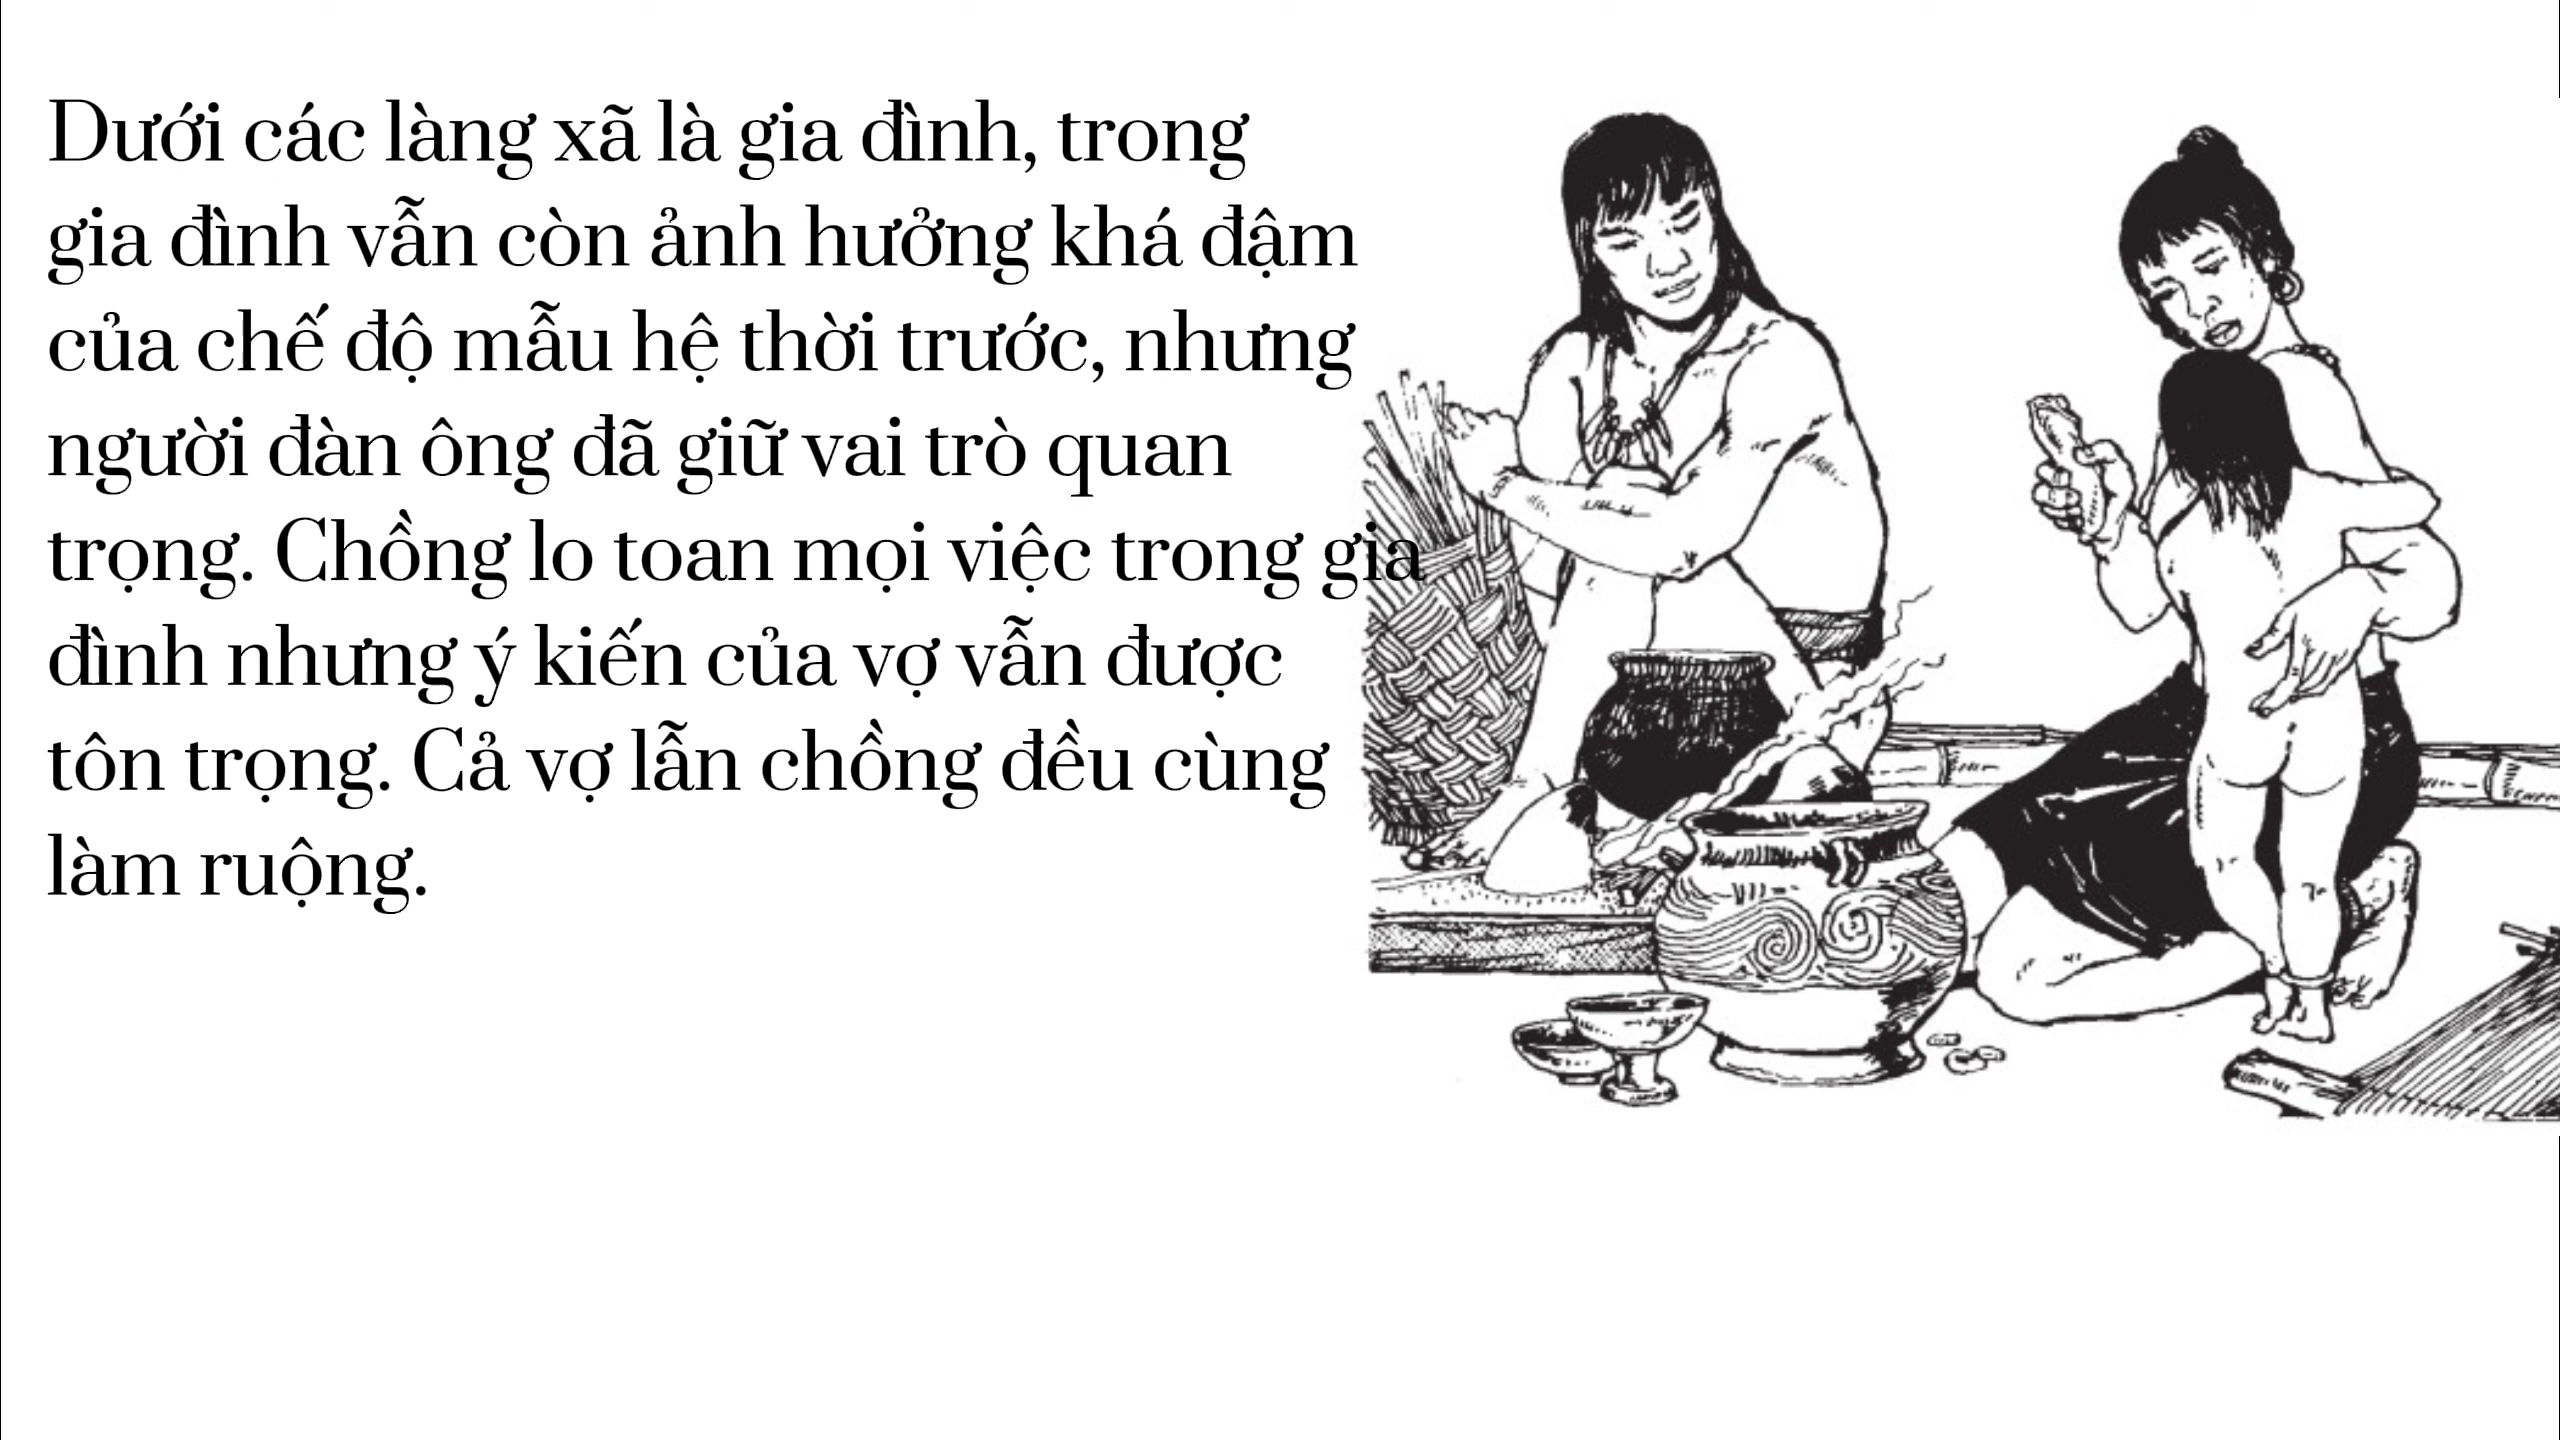 Dưới các làng xã là gia đình, trong
gia đình vẫn còn ảnh hưởng khá đậm
của chế độ mẫu hệ thời trước, nhưng
người đàn ông đã giữ vai trò quan
trọng. Chồng lo toan mọi việc trong gia
đình nhưng ý kiến của vợ vẫn được
tôn trọng. Cả vợ lẫn chồng đều cùng
làm ruộng.